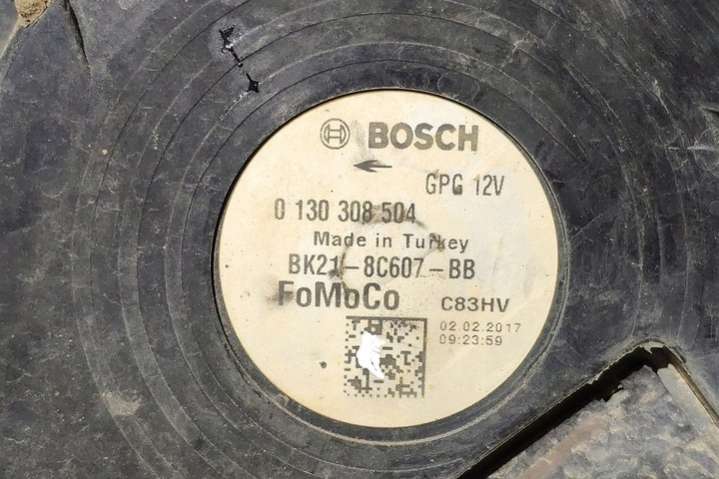 BOSCH
GPG 12V
0 130 308 504
Made in Turkey
BK21-8C607-BB
FoMoCo C83HV
02.02.2017
09:23:59